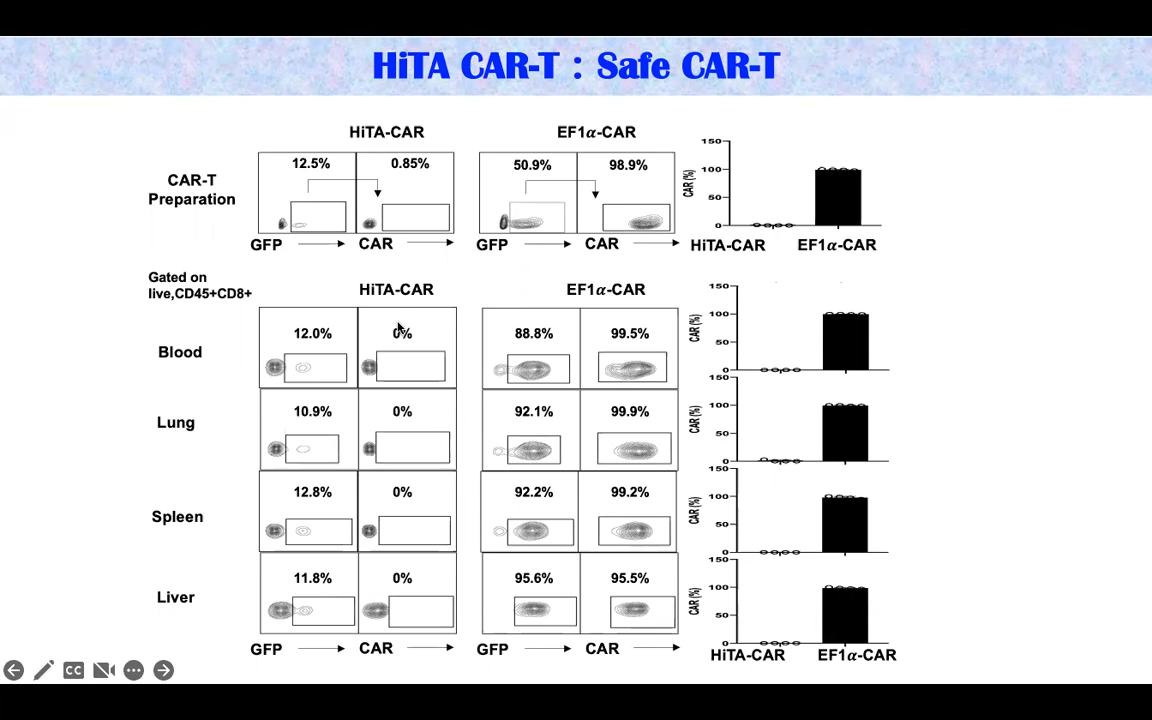 HiTA CAR-T : Safe CAR-T
HiTA-CAR EF1α-CAR
CAR-T
Preparation
12.5% 0.85% 50.9% 98.9%
GFP CAR GFP CAR
150
100
50
0
CAR (%)
HiTA-CAR EF1α-CAR
Gated on
live,CD45+CD8+
HiTA-CAR EF1α-CAR
Blood
12.0% 0% 88.8% 99.5%
150
100
50
0
CAR (%)
Lung
10.9% 0% 92.1% 99.9%
150
100
50
0
CAR (%)
Spleen
12.8% 0% 92.2% 99.2%
150
100
50
0
CAR (%)
Liver
11.8% 0% 95.6% 95.5%
150
100
50
0
CAR (%)
GFP CAR GFP CAR
HiTA-CAR EF1α-CAR
CC